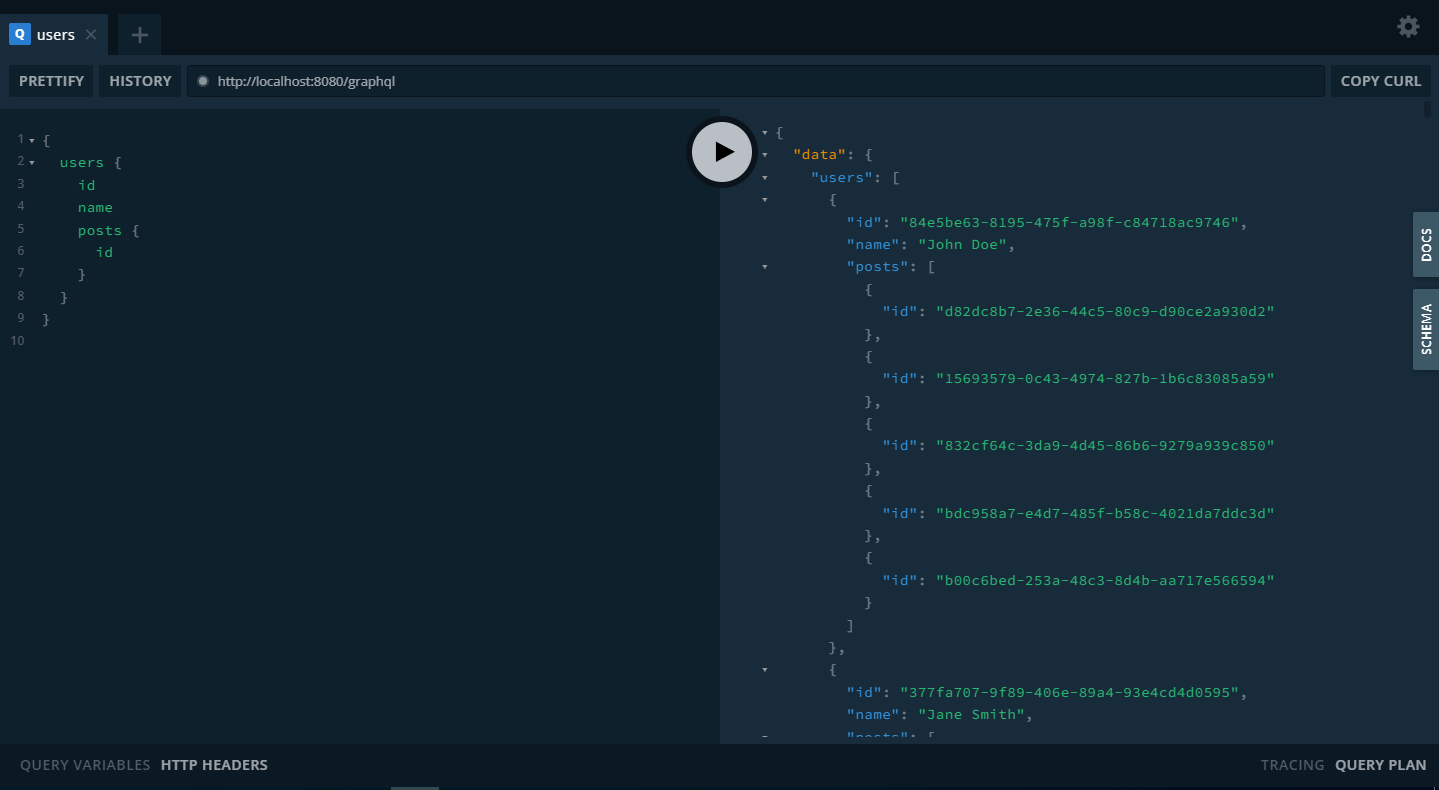 Q users
PRETTIFY HISTORY http://localhost:8080/graphql COPY CURL
1 {
2 users {
3 id
4 name
5 posts {
6 id
7 }
8 }
9 }
10
{
"data": {
"users": [
{
"id": "84e5be63-8195-475f-a98f-c84718ac9746",
"name": "John Doe",
"posts": [
{
"id": "d82dc8b7-2e36-44c5-80c9-d90ce2a930d2"
},
{
"id": "15693579-0c43-4974-827b-1b6c83085a59"
},
{
"id": "832cf64c-3da9-4d45-86b6-9279a939c850"
},
{
"id": "bdc958a7-e4d7-485f-b58c-4021da7ddc3d"
},
{
"id": "b00c6bed-253a-48c3-8d4b-aa717e566594"
}
]
},
{
"id": "377fa707-9f89-406e-89a4-93e4cd4d0595",
"name": "Jane Smith",
"posts": [
DOCS
SCHEMA
QUERY VARIABLES HTTP HEADERS
TRACING QUERY PLAN